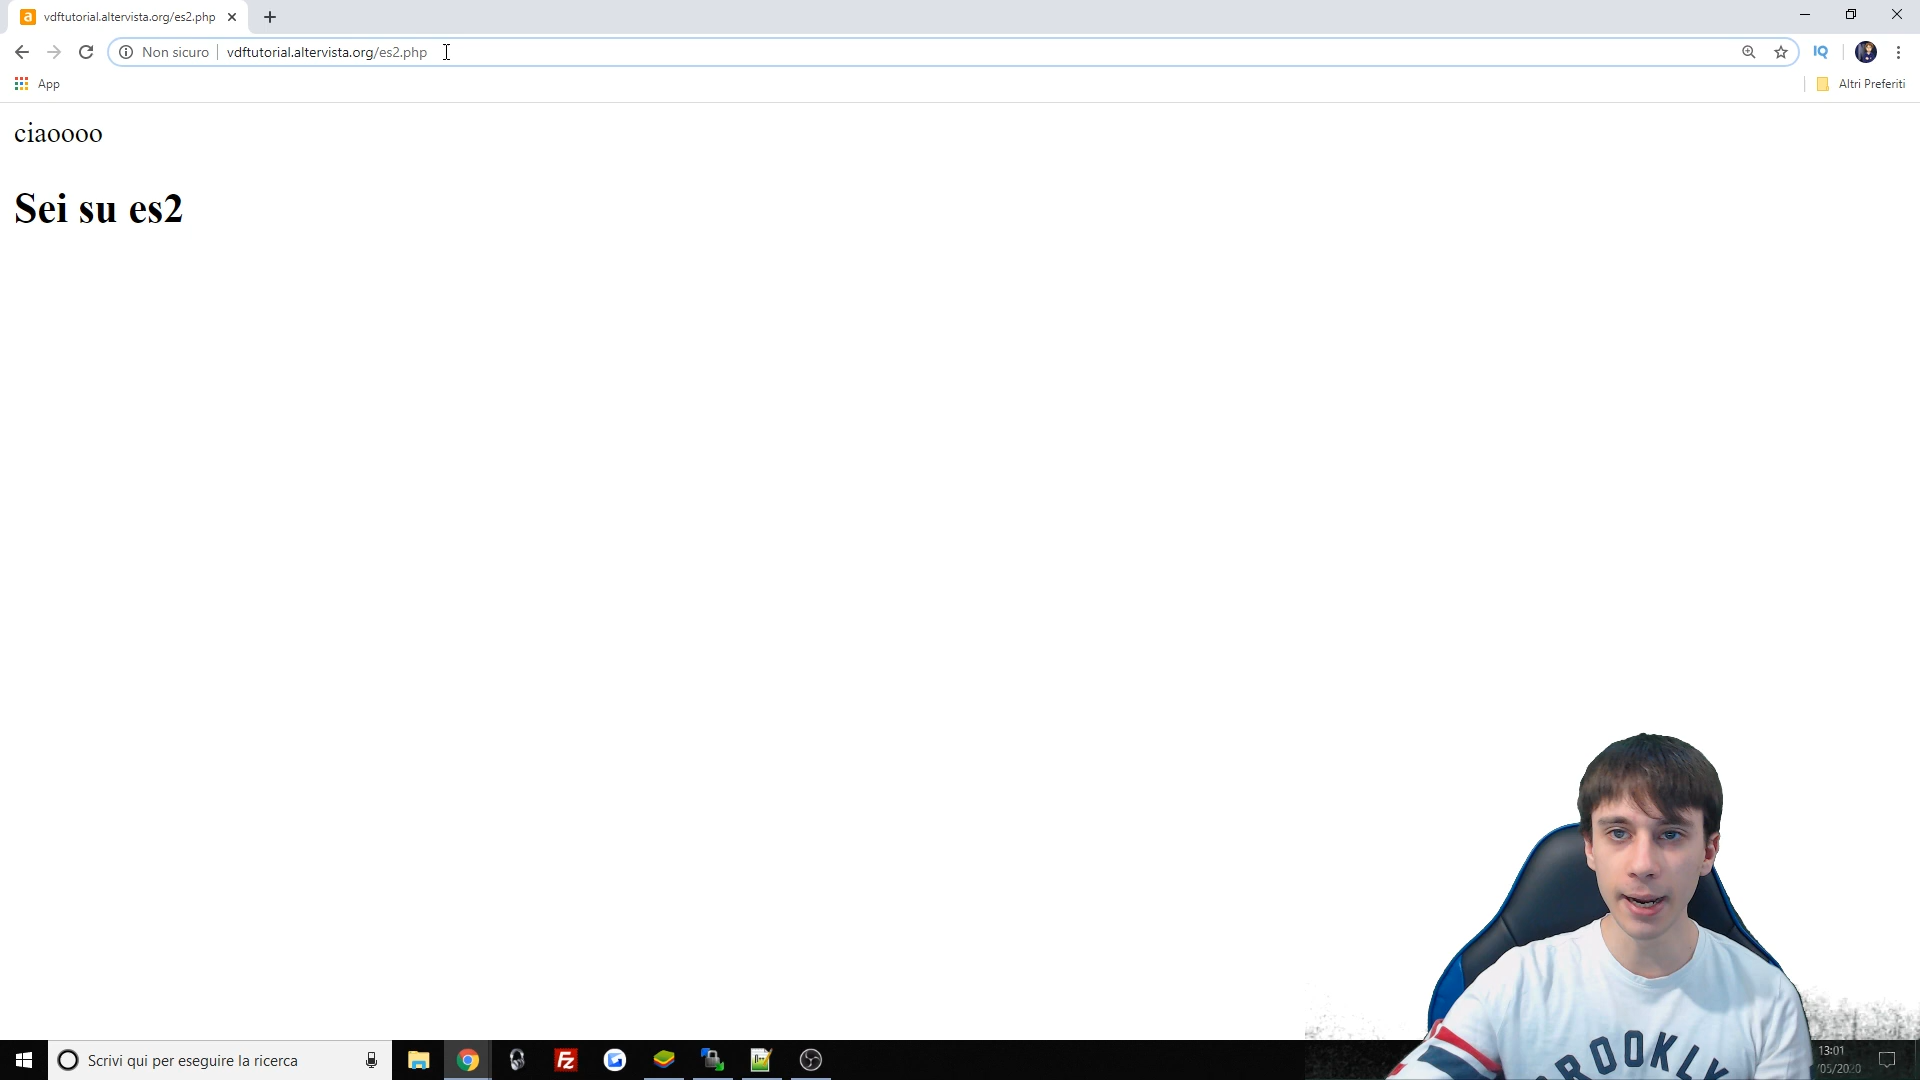 vdftutorial.altervista.org/es2.php
Non sicuro vdftutorial.altervista.org/es2.php
IQ
App
Altri Preferiti
ciaoooo
Sei su es2
Scrivi qui per eseguire la ricerca
13:01